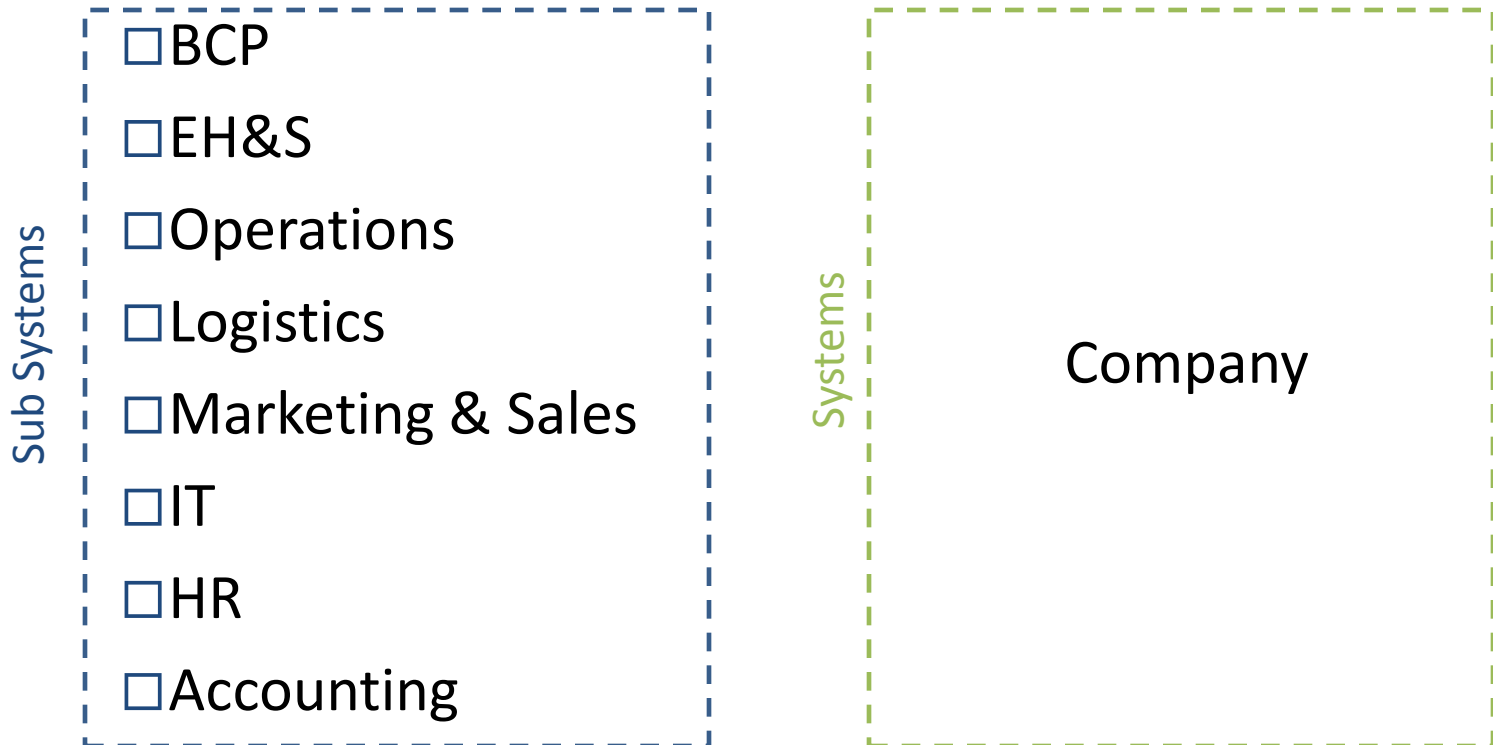 Sub Systems
☐BCP
☐EH&S
☐Operations
☐Logistics
☐Marketing & Sales
☐IT
☐HR
☐Accounting
Systems
Company